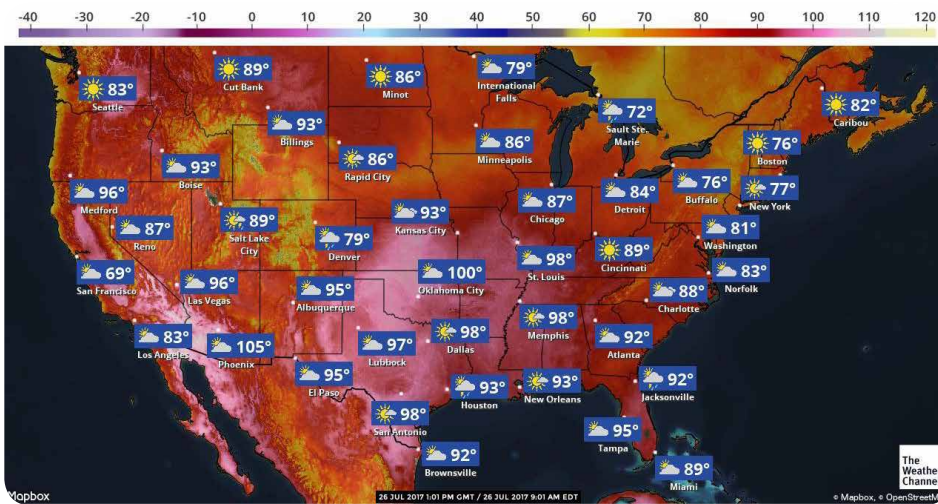 -40 -30 -20 -10 0 10 20 30 40 50 60 70 80 90 100 110 120
83°
Seattle
89°
Cut Bank
86°
Minot
79°
International
Falls
72°
Sault Ste.
Marie
82°
Caribou
93°
Billings
86°
Rapid City
86°
Minneapolis
76°
Boston
93°
Boise
96°
Medford
87°
Reno
89°
Salt Lake
City
79°
Denver
93°
Kansas City
87°
Chicago
84°
Detroit
76°
Buffalo
77°
New York
81°
Washington
69°
San Francisco
96°
Las Vegas
95°
Albuquerque
100°
Oklahoma City
98°
St. Louis
89°
Cincinnati
83°
Norfolk
88°
Charlotte
83°
Los Angeles
105°
Phoenix
97°
Lubbock
98°
Dallas
98°
Memphis
92°
Atlanta
95°
El Paso
98°
San Antonio
93°
Houston
93°
New Orleans
92°
Jacksonville
92°
Brownsville
95°
Tampa
89°
Miami
The
Weathe
Channe
Mapbox
26 JUL 2017 1:01 PM GMT / 26 JUL 2017 9:01 AM EDT
© Mapbox, © OpenStreetM